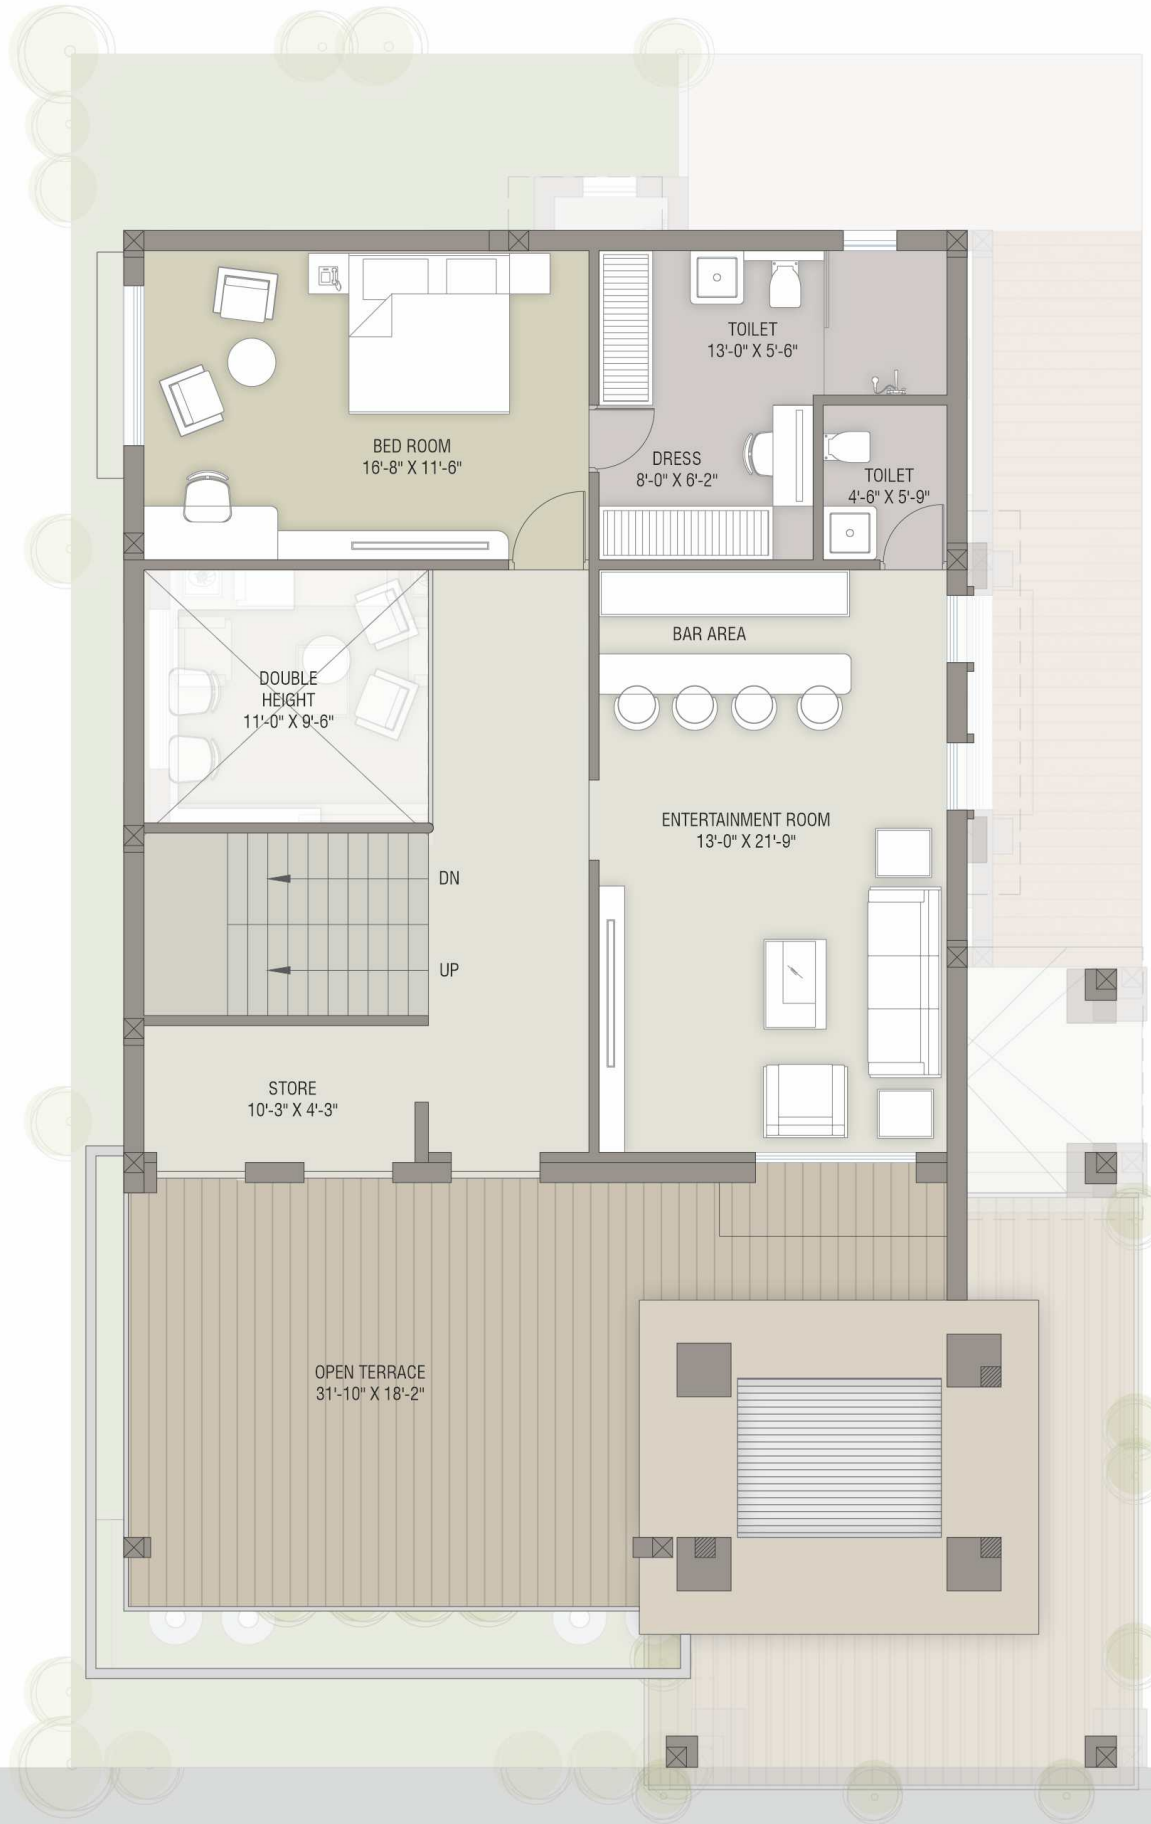 TOILET
13'-0" X 5'-6"
BED ROOM
16'-8" X 11'-6"
DRESS
8'-0" X 6'-2"
TOILET
4'-6" X 5'-9"
BAR AREA
DOUBLE
HEIGHT
11'-0" X 9'-6"
ENTERTAINMENT ROOM
13'-0" X 21'-9"
DN
UP
STORE
10'-3" X 4'-3"
OPEN TERRACE
31'-10" X 18'-2"